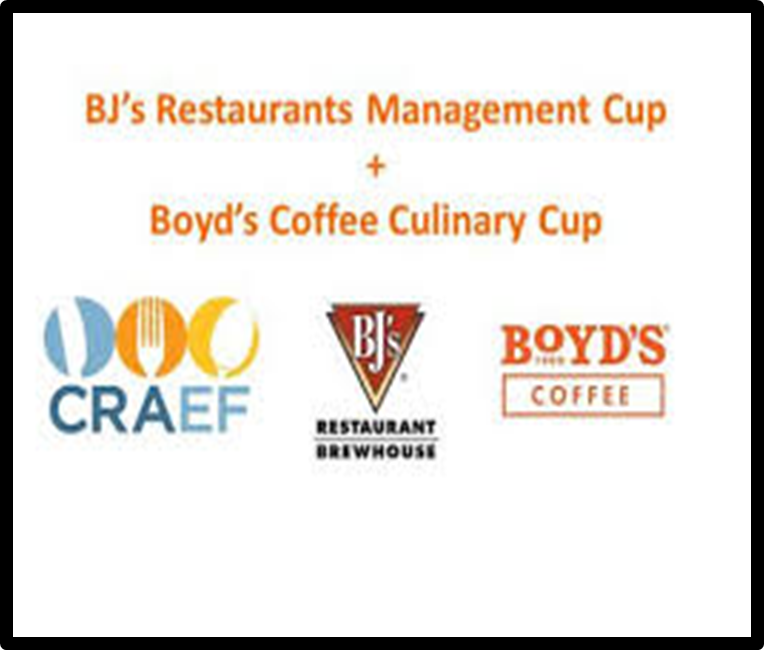 BJ's Restaurants Management Cup
+
Boyd's Coffee Culinary Cup
CRAEF
BJ's
RESTAURANT
BREWHOUSE
BOYD'S
COFFEE